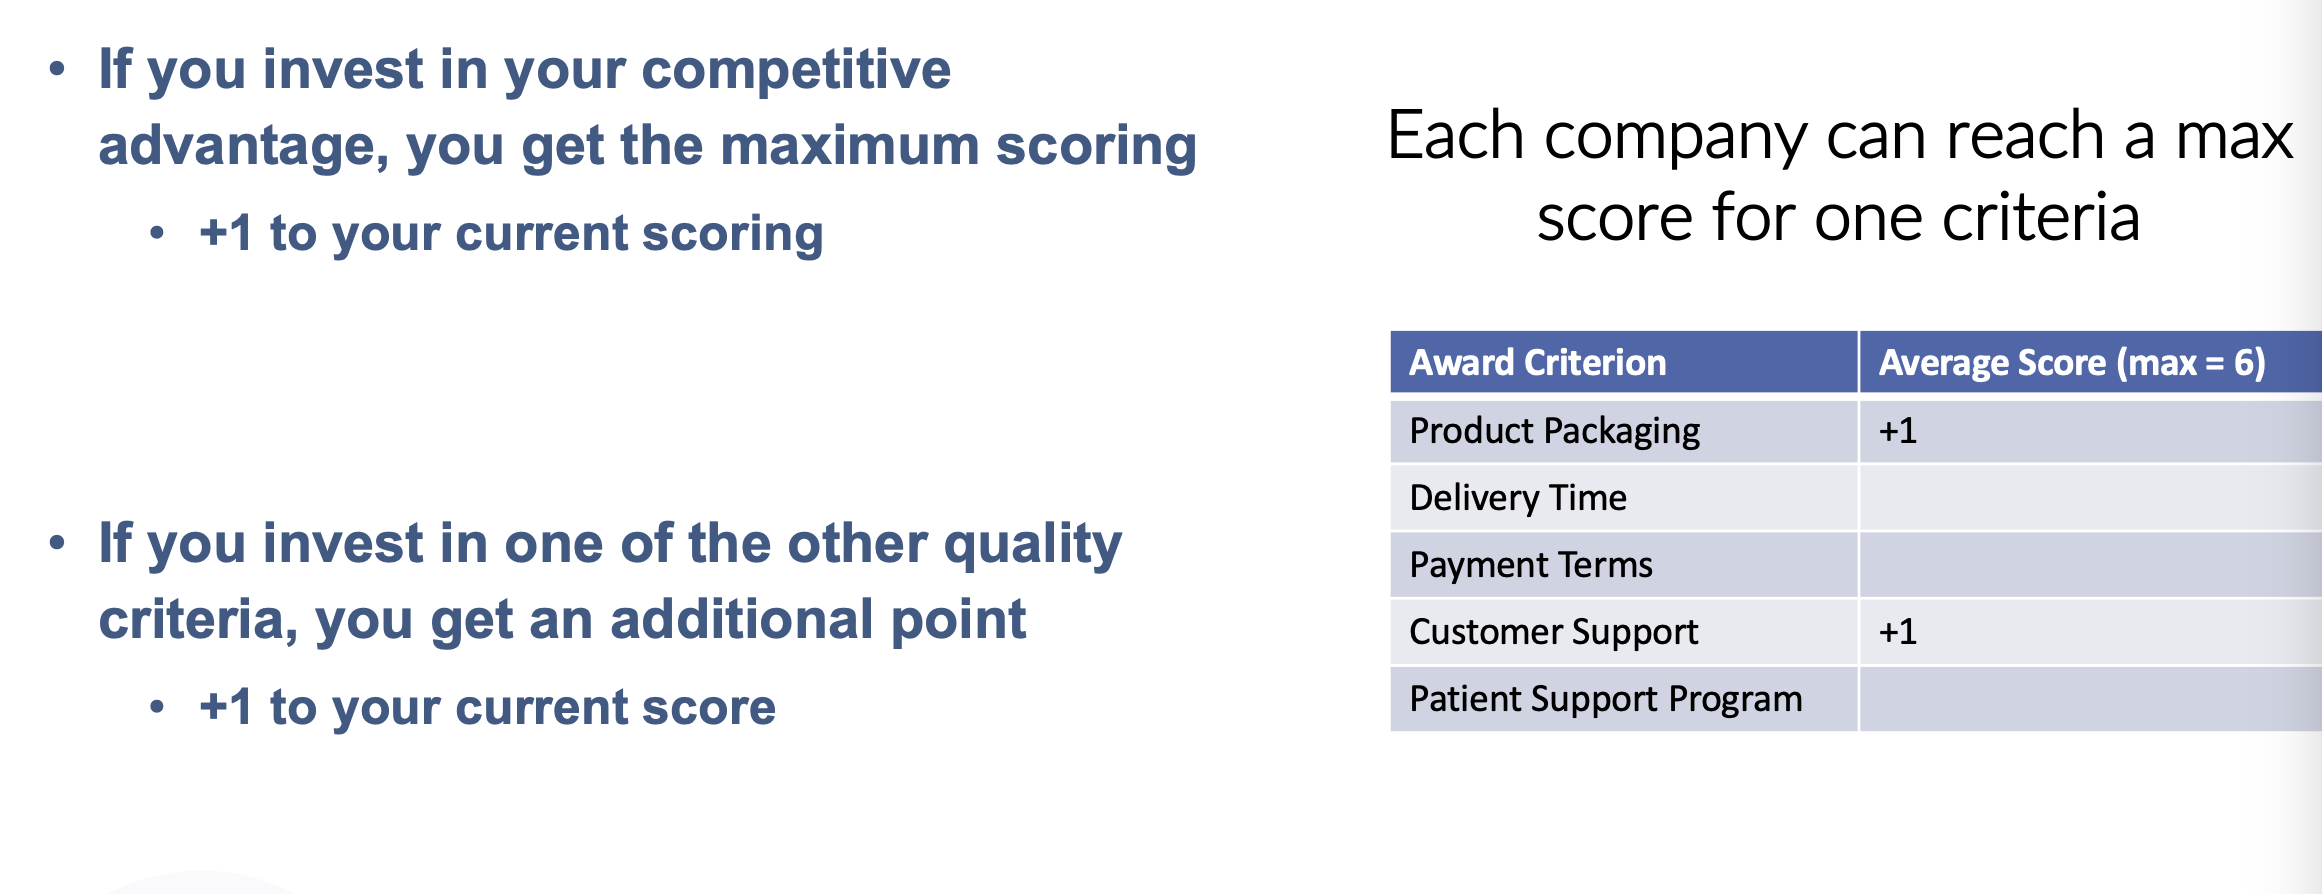 • If you invest in your competitive
advantage, you get the maximum scoring
• +1 to your current scoring
• If you invest in one of the other quality
criteria, you get an additional point
• +1 to your current score
Each company can reach a max
score for one criteria
Award Criterion Average Score (max = 6)
Product Packaging +1
Delivery Time
Payment Terms
Customer Support +1
Patient Support Program